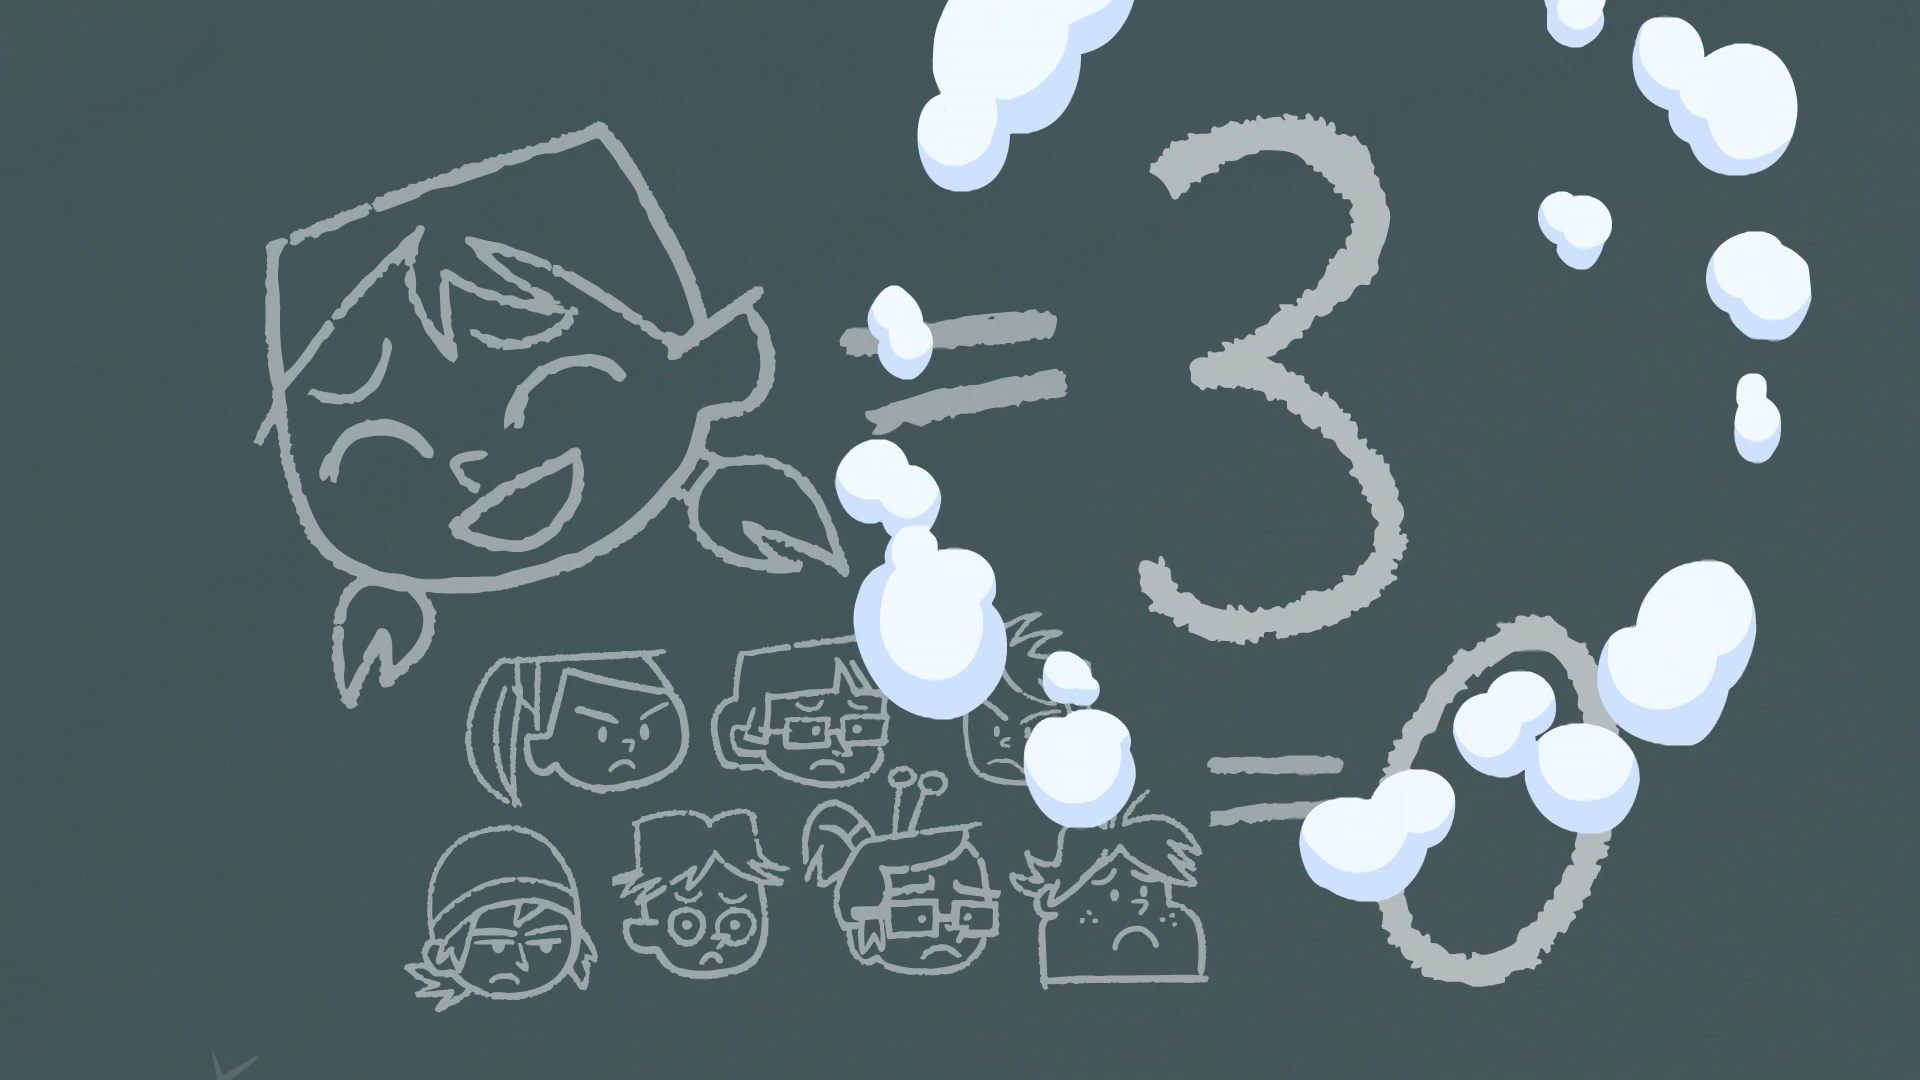 = 3
= 0